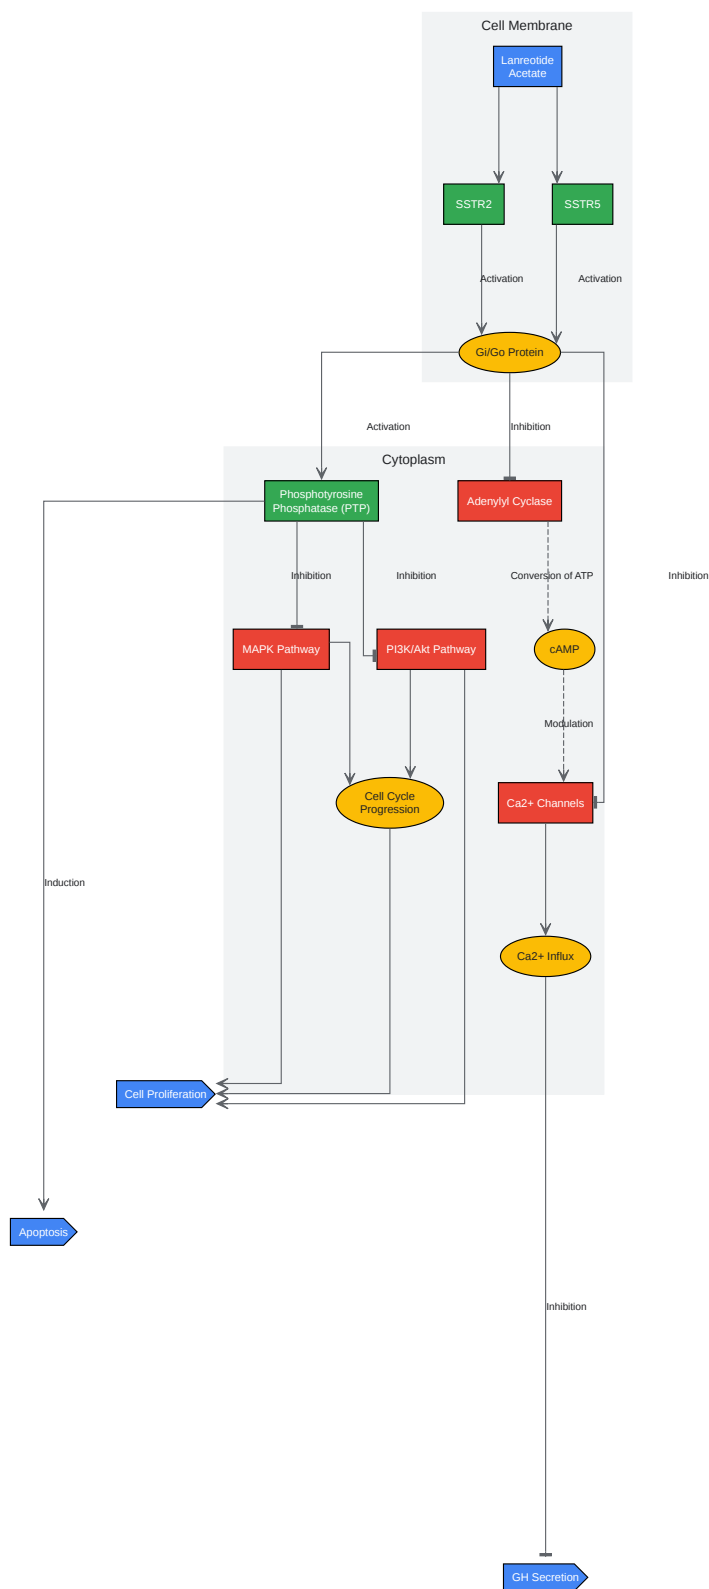 Cell Membrane
Lanreotide
Acetate
SSTR2
SSTR5
Activation
Activation
Gi/Go Protein
Activation
Inhibition
Cytoplasm
Phosphotyrosine
Phosphatase (PTP)
Adenylyl Cyclase
Inhibition
Inhibition
Conversion of ATP
Inhibition
MAPK Pathway
PI3K/Akt Pathway
cAMP
Modulation
Cell Cycle
Progression
Ca2+ Channels
Induction
Ca2+ Influx
Cell Proliferation
Apoptosis
Inhibition
GH Secretion